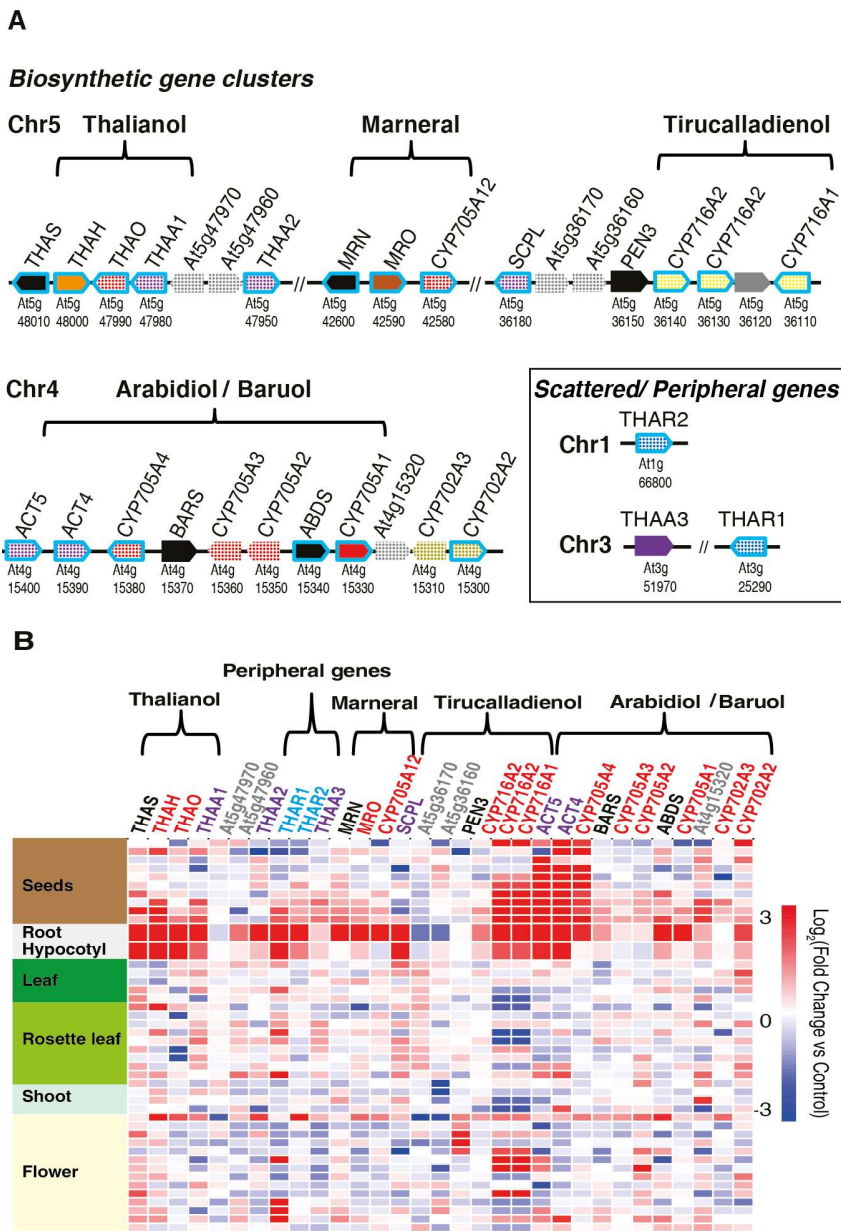 A
Biosynthetic gene clusters
Chr5 Thalianol Marneral Tirucalladienol
THAS THAH THAO THAA1 At5g47970 At5g47960 THAA2 // MRN MRO CYP705A12 // SCPL At5g36170 At5g36160 PEN3 CYP716A2 CYP716A2 CYP716A1
At5g At5g At5g At5g At5g At5g At5g At5g At5g At5g At5g At5g At5g At5g
48010 48000 47990 47980 47950 42600 42590 42580 36180 36150 36140 36130 36120 36110
Chr4 Arabidiol / Baruol
ACT5 ACT4 CYP705A4 BARS CYP705A3 CYP705A2 ABDS CYP705A1 At4g15320 CYP702A3 CYP702A2
At4g At4g At4g At4g At4g At4g At4g At4g At4g At4g
15400 15390 15380 15370 15360 15350 15340 15330 15310 15300
Scattered/ Peripheral genes
THAR2
Chr1
At1g
66800
THAA3 THAR1
Chr3 //
At3g At3g
51970 25290
B
Peripheral genes
Thalianol Marneral Tirucalladienol Arabidiol /Baruol
THAS THAH THAO THAA1 At5g47970 At5g47960 THAA2 THAR1 THAR2 THAA3 MRN MRO CYP705A12 SCPL At5g36170 At5g36160 PEN3 CYP716A2 CYP716A2 CYP716A1 ACT5 ACT4 CYP705A4 BARS CYP705A3 CYP705A2 ABDS CYP705A1 At4g15320 CYP702A3 CYP702A2
Seeds
Root
Hypocotyl
Leaf
Rosette leaf
Shoot
Flower
3
0
-3
Log2(Fold Change vs Control)